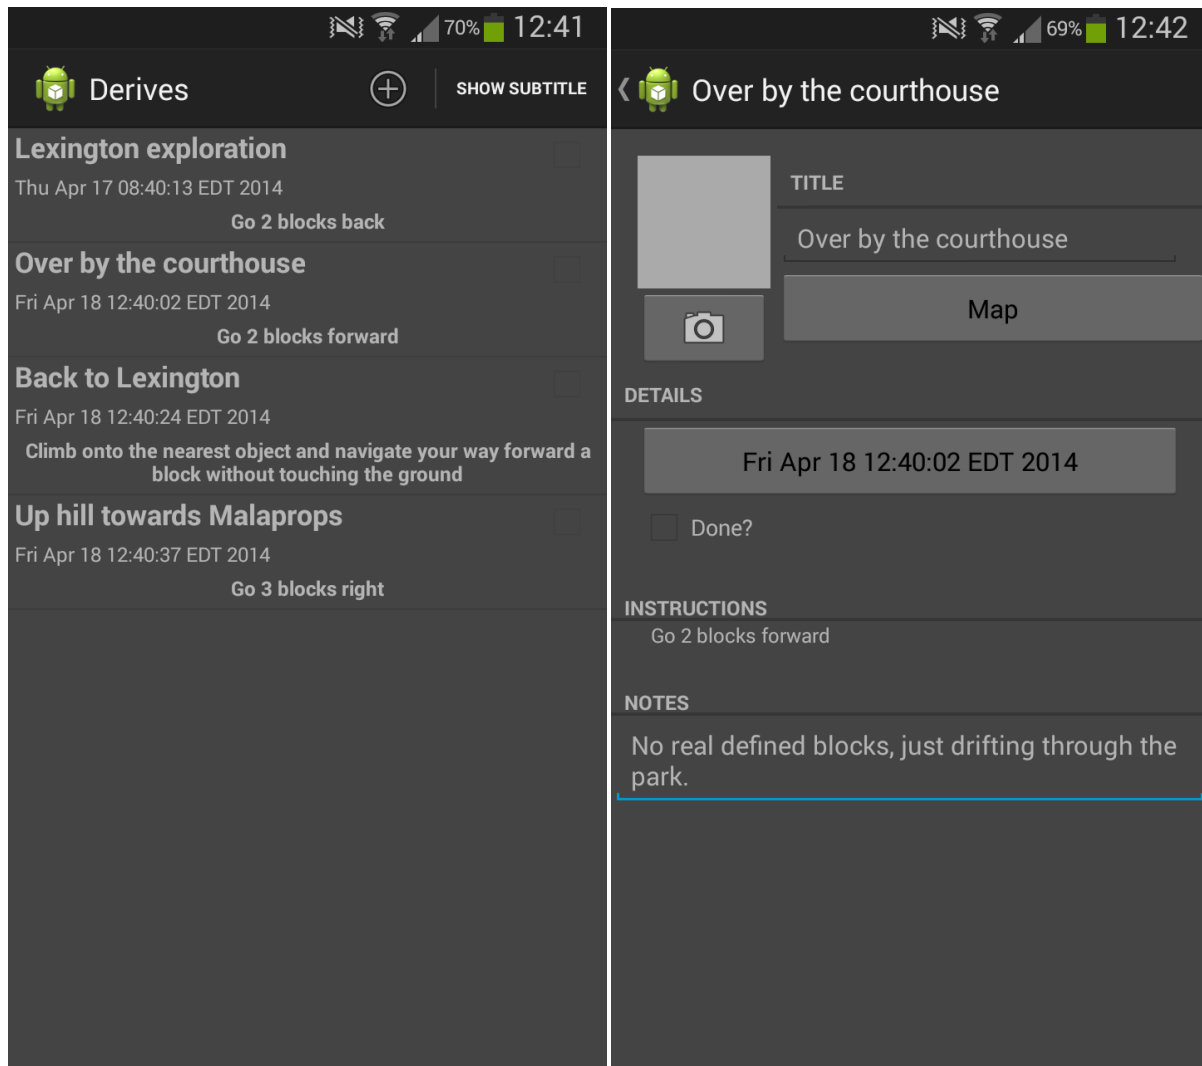 70% 12:41
Derives SHOW SUBTITLE
Lexington exploration
Thu Apr 17 08:40:13 EDT 2014
Go 2 blocks back
Over by the courthouse
Fri Apr 18 12:40:02 EDT 2014
Go 2 blocks forward
Back to Lexington
Fri Apr 18 12:40:24 EDT 2014
Climb onto the nearest object and navigate your way forward a
block without touching the ground
Up hill towards Malaprops
Fri Apr 18 12:40:37 EDT 2014
Go 3 blocks right
69% 12:42
Over by the courthouse
TITLE
Over by the courthouse
Map
DETAILS
Fri Apr 18 12:40:02 EDT 2014
Done?
INSTRUCTIONS
Go 2 blocks forward
NOTES
No real defined blocks, just drifting through the
park.